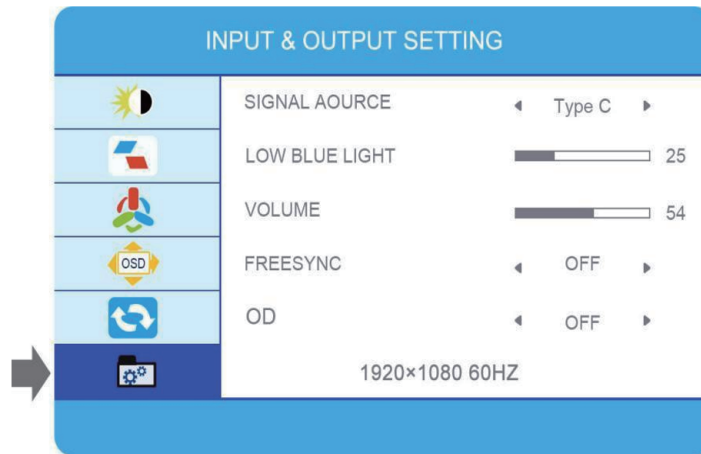 INPUT & OUTPUT SETTING
SIGNAL AOURCE Type C
LOW BLUE LIGHT 25
VOLUME 54
OSD
FREESYNC OFF
OD OFF
1920×1080 60HZ